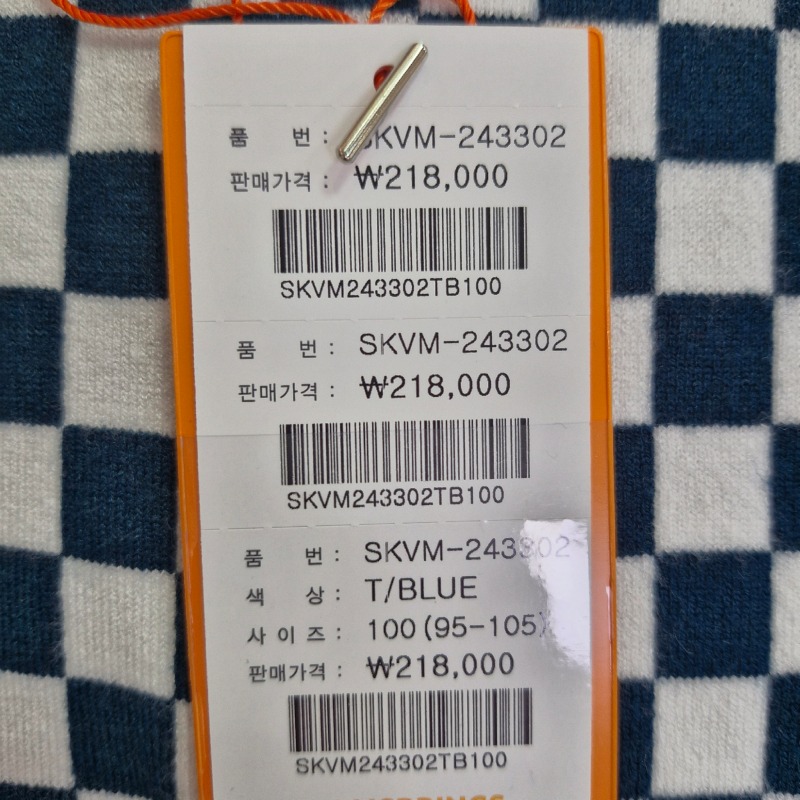 품 번 : SKVM-243302
판매가격 : ₩218,000
SKVM243302TB100
품 번 : SKVM-243302
판매가격 : ₩218,000
SKVM243302TB100
품 번 : SKVM-243302
색 상 : T/BLUE
사 이 즈 : 100(95-105)
판매가격 : ₩218,000
SKVM243302TB100